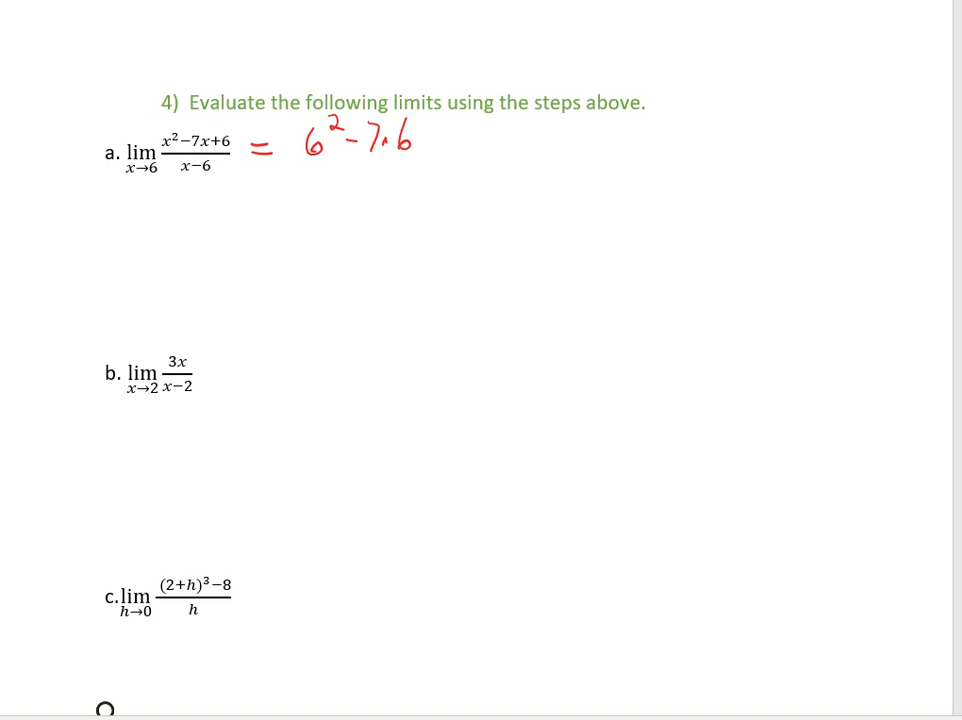 4) Evaluate the following limits using the steps above.
a. lim x→6 x²−7x+6 / x−6 = 6² − 7·6
b. lim x→2 3x / x−2
c. lim h→0 (2+h)³−8 / h